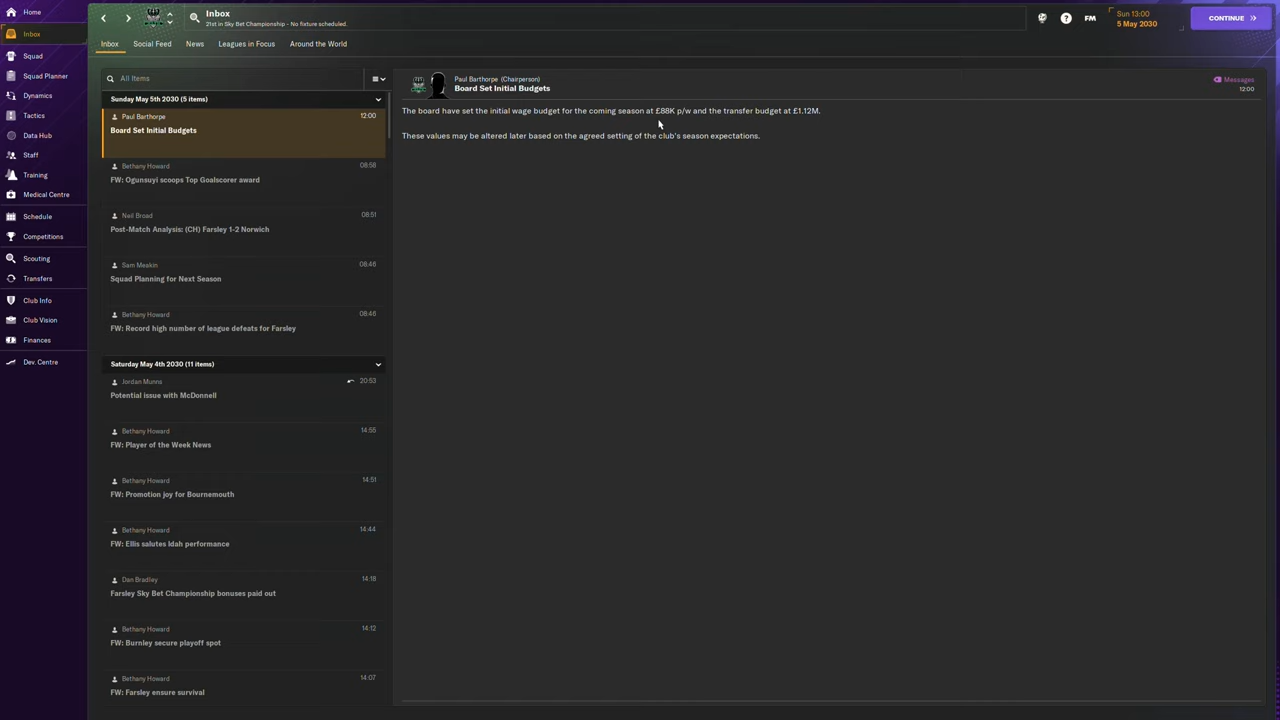 Home
Inbox
Squad
Squad Planner
Dynamics
Tactics
Data Hub
Staff
Training
Medical Centre
Schedule
Competitions
Scouting
Transfers
Club Info
Club Vision
Finances
Dev. Centre
Inbox
21st in Sky Bet Championship - No fixture scheduled.
FM
Sun 13:00
5 May 2030
CONTINUE
Inbox
Social Feed
News
Leagues in Focus
Around the World
All Items
Sunday May 5th 2030 (5 items)
Paul Barthorpe 12:00
Board Set Initial Budgets
Bethany Howard 08:58
FW: Ogunsuyi scoops Top Goalscorer award
Neil Broad 08:51
Post-Match Analysis: (CH) Farsley 1-2 Norwich
Sam Meakin 08:46
Squad Planning for Next Season
Bethany Howard 08:46
FW: Record high number of league defeats for Farsley
Saturday May 4th 2030 (11 items)
Jordan Munns 20:53
Potential issue with McDonnell
Bethany Howard 14:55
FW: Player of the Week News
Bethany Howard 14:51
FW: Promotion joy for Bournemouth
Bethany Howard 14:44
FW: Ellis salutes Idah performance
Dan Bradley 14:18
Farsley Sky Bet Championship bonuses paid out
Bethany Howard 14:12
FW: Burnley secure playoff spot
Bethany Howard 14:07
FW: Farsley ensure survival
Paul Barthorpe (Chairperson)
Board Set Initial Budgets
Messages
12:00
The board have set the initial wage budget for the coming season at £88K p/w and the transfer budget at £1.12M.
These values may be altered later based on the agreed setting of the club's season expectations.